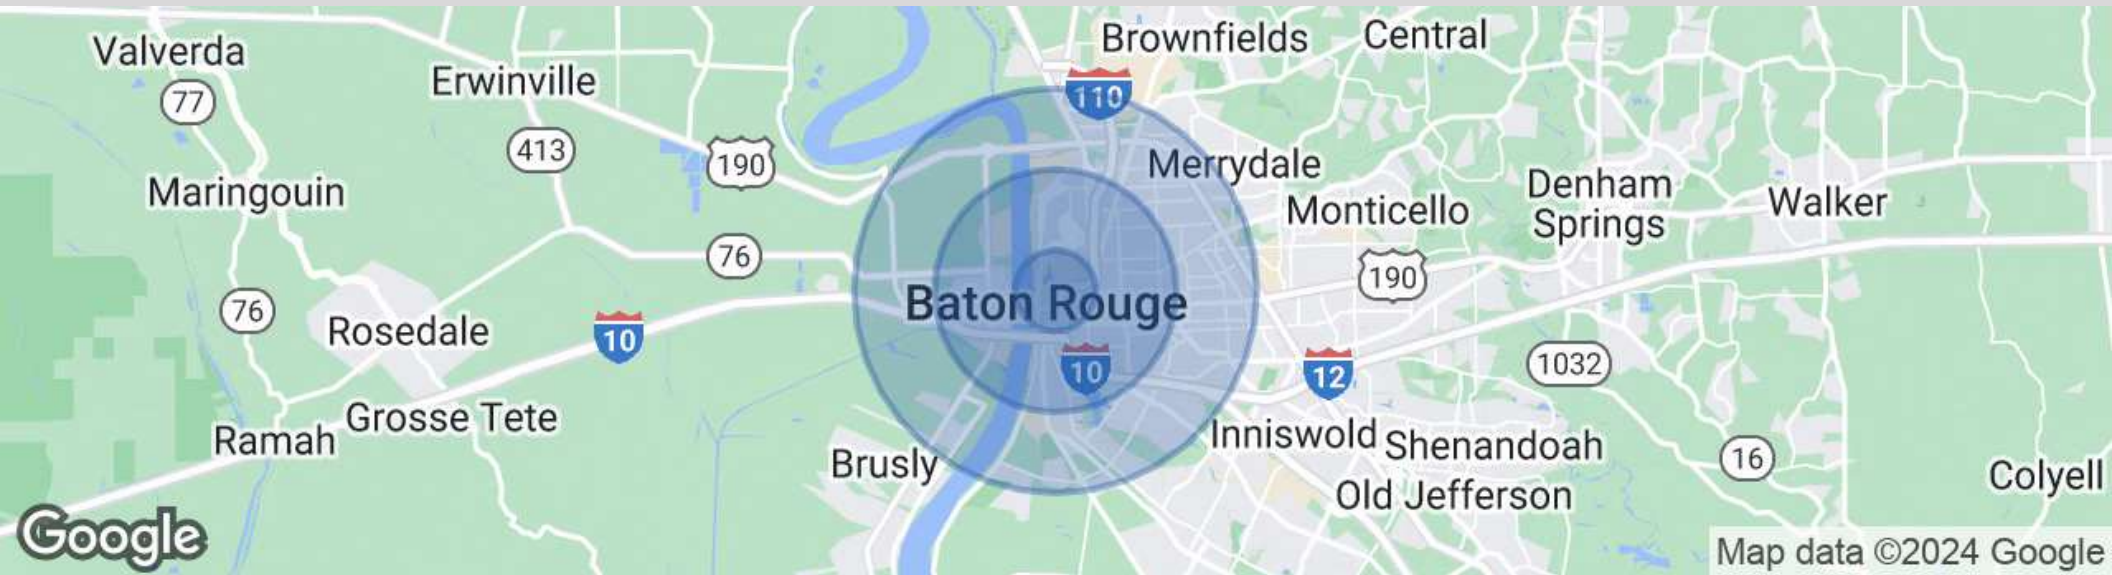 Brownfields
Central
Valverda
Erwinville
77
110
413
190
Merrydale
Maringouin
Denham
Springs
Walker
Monticello
76
190
Baton Rouge
76
10
Rosedale
10
12
1032
Grosse Tete
Ramah
Inniswold
Shenandoah
Brusly
16
Colyell
Old Jefferson
Google
Map data ©2024 Google